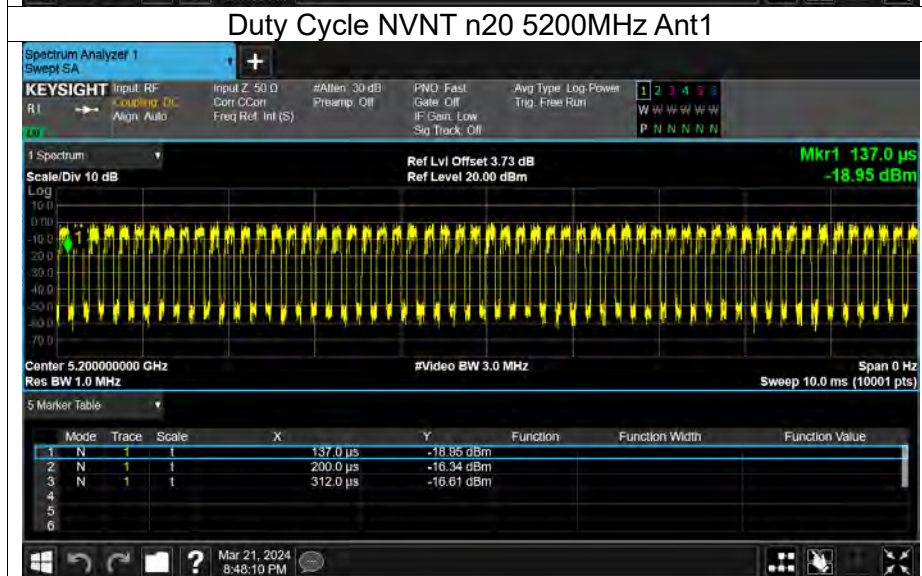 Duty Cycle NVNT n20 5200MHz Ant1
Spectrum Analyzer 1
Swept SA
+
KEYSIGHT Input: RF Input Z: 50 Ω #Atten: 30 dB PNO: Fast Avg Type: Log-Power 1 2 3 4 5 6
Coupling: DC Corr CCorr Preamp: Off Gate: Off Trig: Free Run W W W W W W
Align: Auto Freq Ref: Int (S) IF Gain: Low P N N N N N
Sig Track: Off
1 Spectrum
Ref Lvl Offset 3.73 dB Mkr1 137.0 µs
Scale/Div 10 dB Ref Level 20.00 dBm -18.95 dBm
Log
10.0
0.00
-10.0 1
-20.0
-30.0
-40.0
-50.0
-60.0
-70.0
Center 5.200000000 GHz #Video BW 3.0 MHz Span 0 Hz
Res BW 1.0 MHz Sweep 10.0 ms (10001 pts)
5 Marker Table
Mode Trace Scale X Y Function Function Width Function Value
1 N 1 t 137.0 µs -18.95 dBm
2 N 1 t 200.0 µs -16.34 dBm
3 N 1 t 312.0 µs -16.61 dBm
4
5
6
? Mar 21, 2024
8:48:10 PM